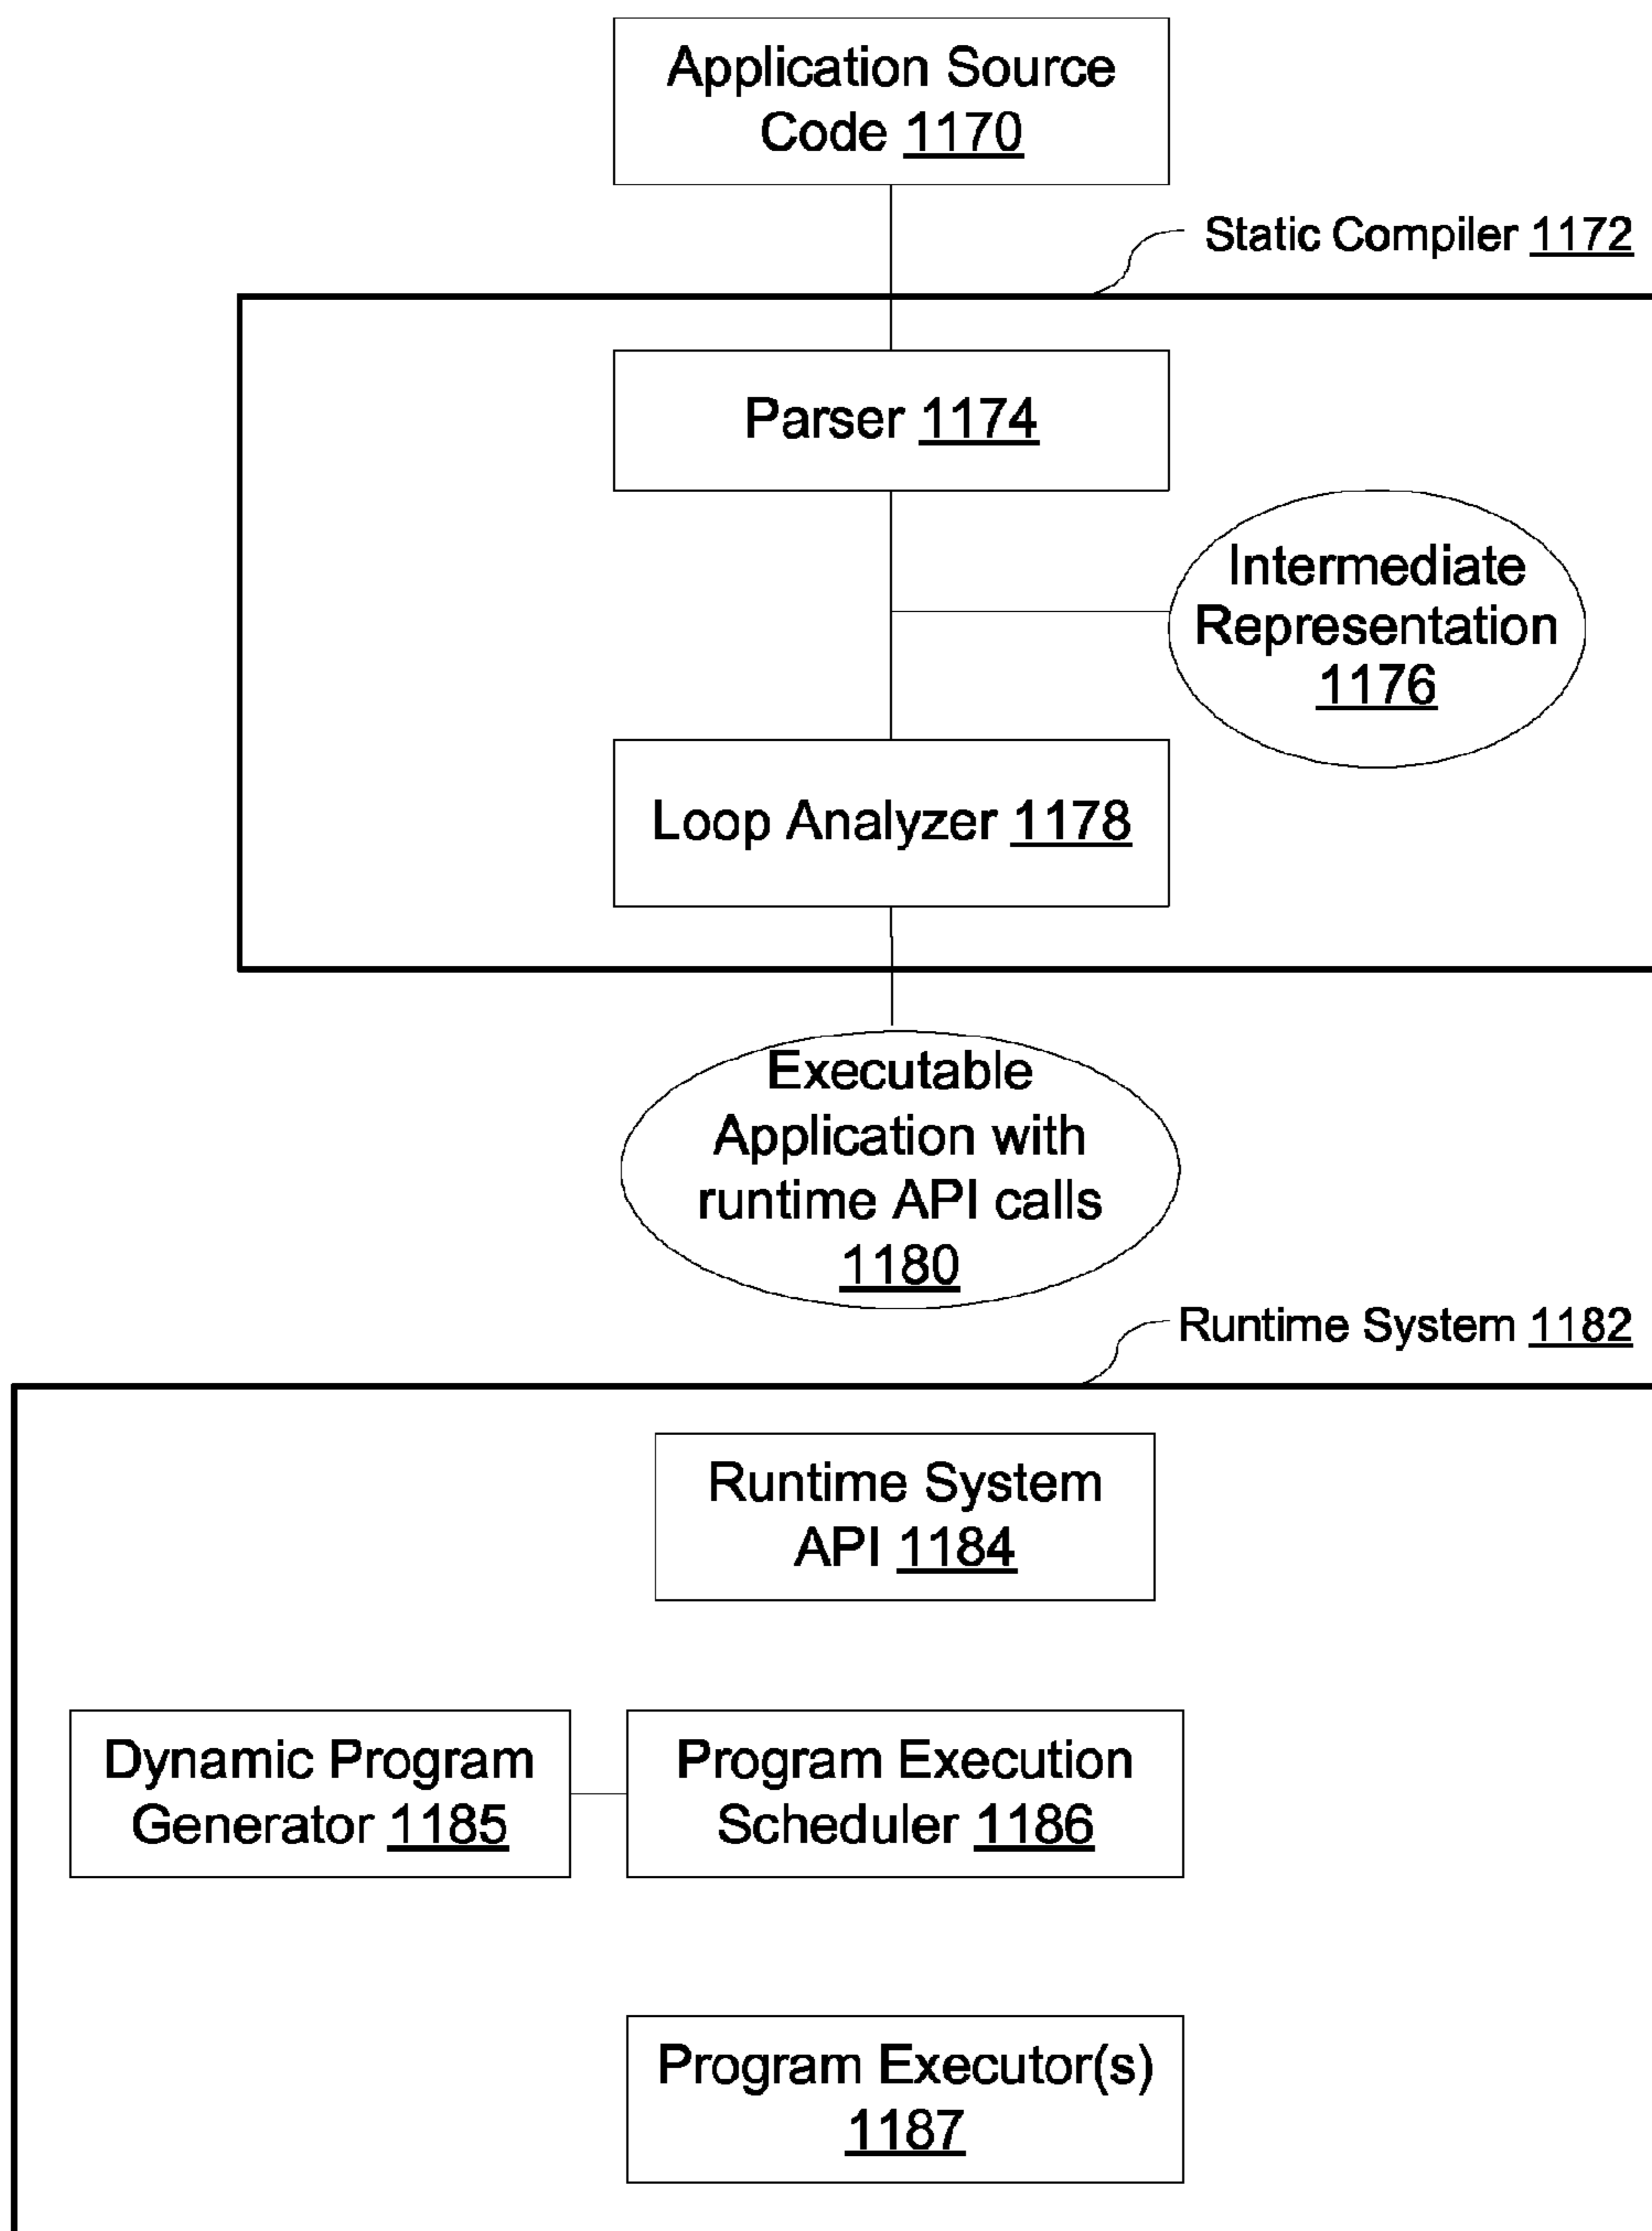 Application Source
Code 1170
Static Compiler 1172
Parser 1174
Intermediate
Representation
1176
Loop Analyzer 1178
Executable
Application with
runtime API calls
1180
Runtime System 1182
Runtime System
API 1184
Dynamic Program
Generator 1185
Program Execution
Scheduler 1186
Program Executor(s)
1187